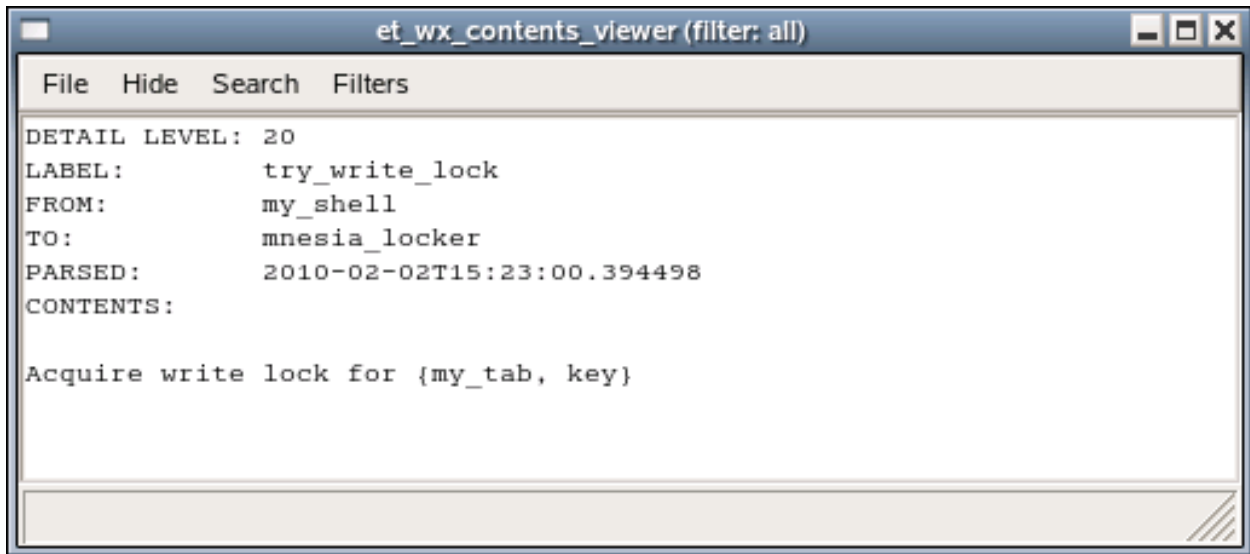 et_wx_contents_viewer (filter: all)
File Hide Search Filters
DETAIL LEVEL: 20
LABEL: try_write_lock
FROM: my_shell
TO: mnesia_locker
PARSED: 2010-02-02T15:23:00.394498
CONTENTS:
Acquire write lock for {my_tab, key}